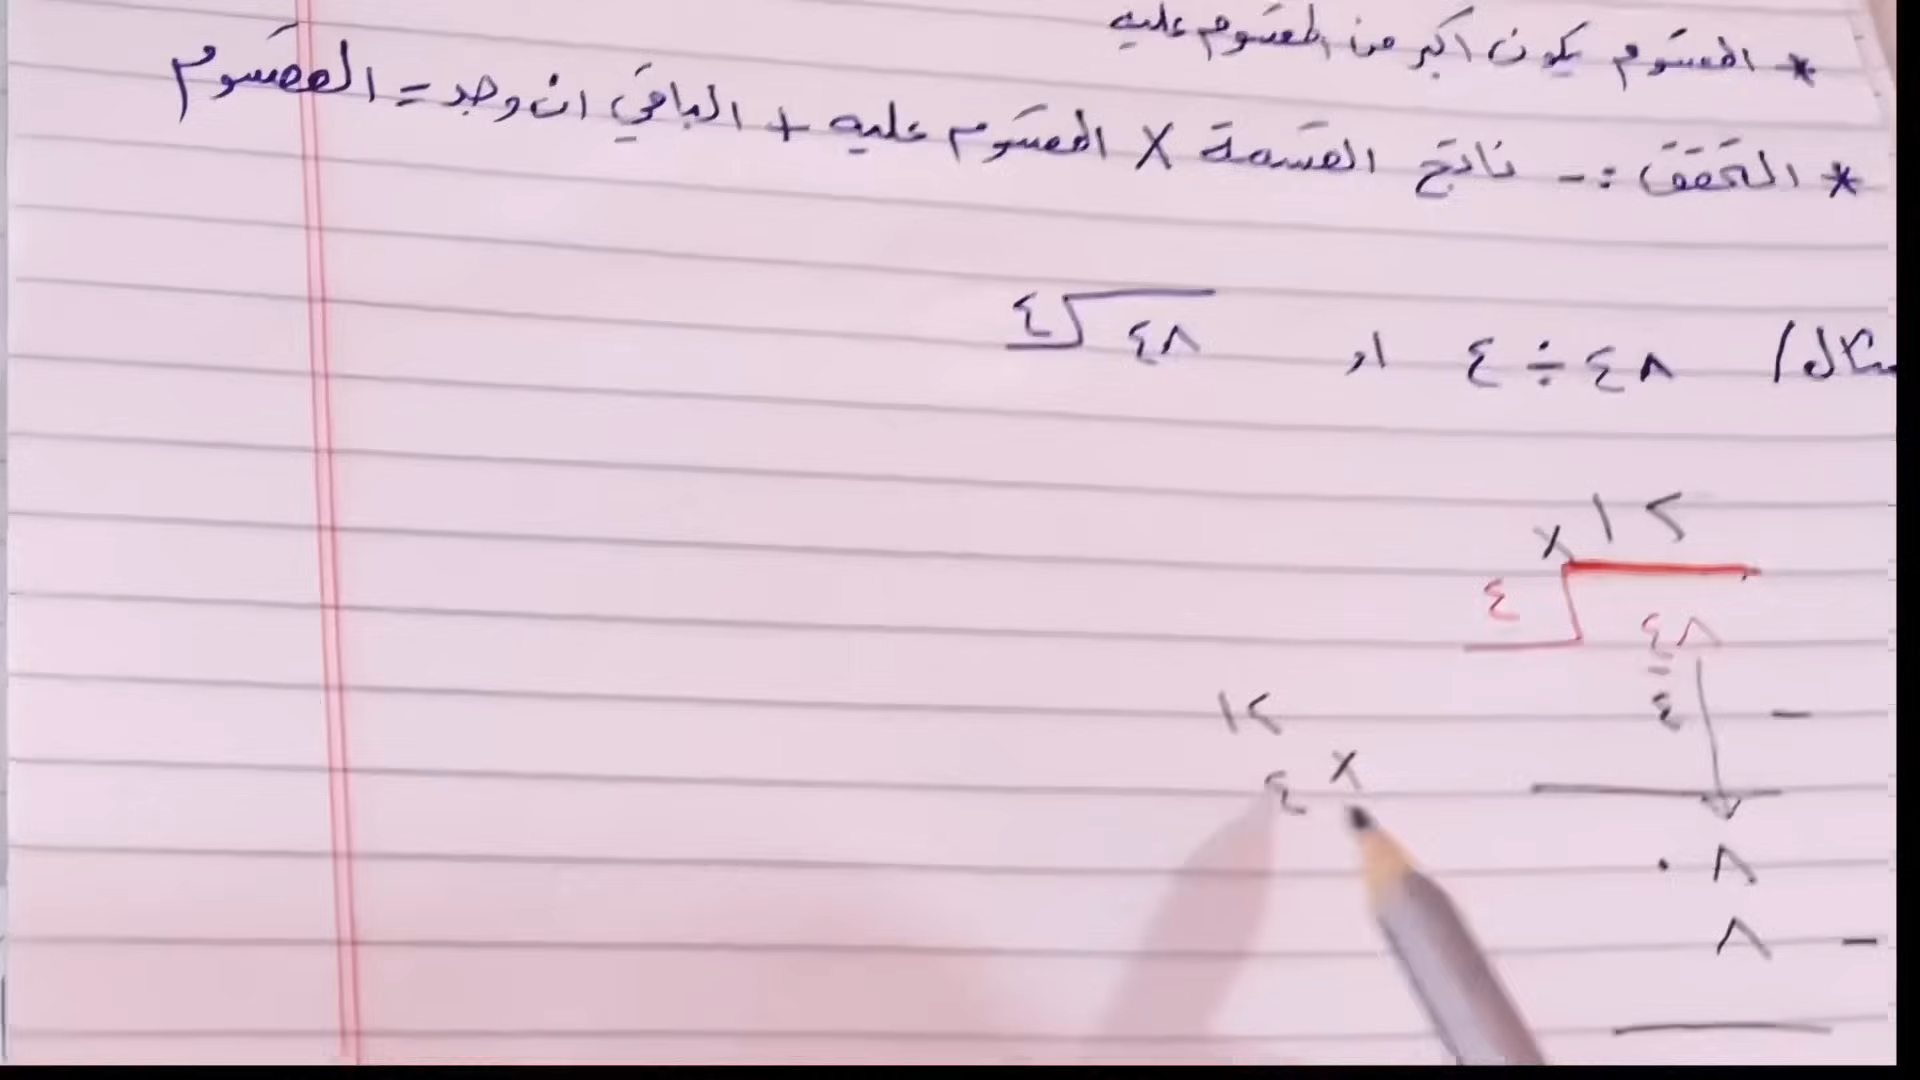 * المقسوم يكون اكبر من المقسوم عليه
* التحقق :- ناتج القسمة × المقسوم عليه + الباقي ان وجد = المقسوم
مثال / ٤٨ ÷ ٤ او ٤ ٤٨
× ١٢
٤ ٤٨
٤ -
١٢
× ٤
٠٨
٨ -